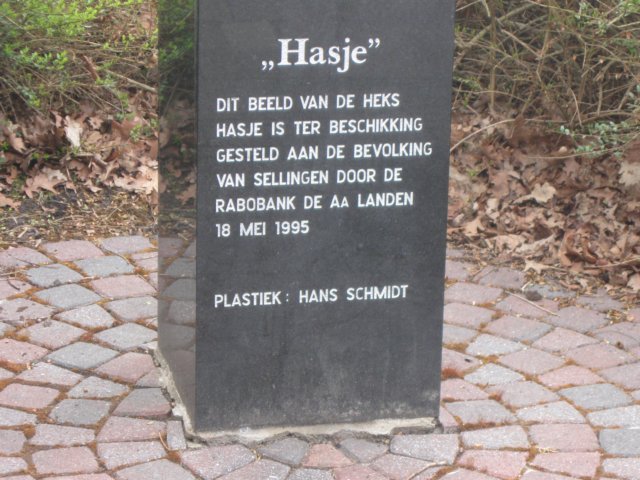 „Hasje”
DIT BEELD VAN DE HEKS
HASJE IS TER BESCHIKKING
GESTELD AAN DE BEVOLKING
VAN SELLINGEN DOOR DE
RABOBANK DE AA LANDEN
18 MEI 1995
PLASTIEK: HANS SCHMIDT